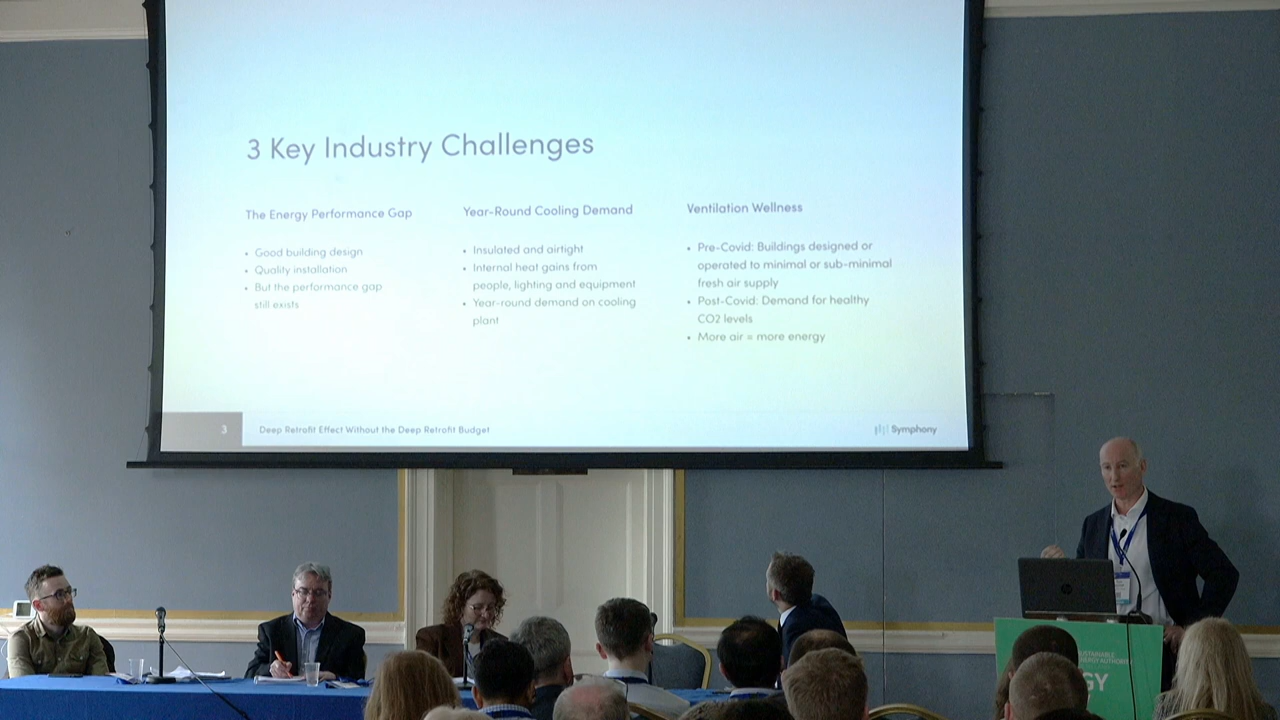 3 Key Industry Challenges
The Energy Performance Gap
• Good building design
• Quality installation
• But the performance gap
still exists
Year-Round Cooling Demand
• Insulated and airtight
• Internal heat gains from
people, lighting and equipment
• Year-round demand on cooling
plant
Ventilation Wellness
• Pre-Covid: Buildings designed or
operated to minimal or sub-minimal
fresh air supply
• Post-Covid: Demand for healthy
CO2 levels
• More air = more energy
3
Deep Retrofit Effect Without the Deep Retrofit Budget
Symphony
SUSTAINABLE
ENERGY AUTHORITY
GY